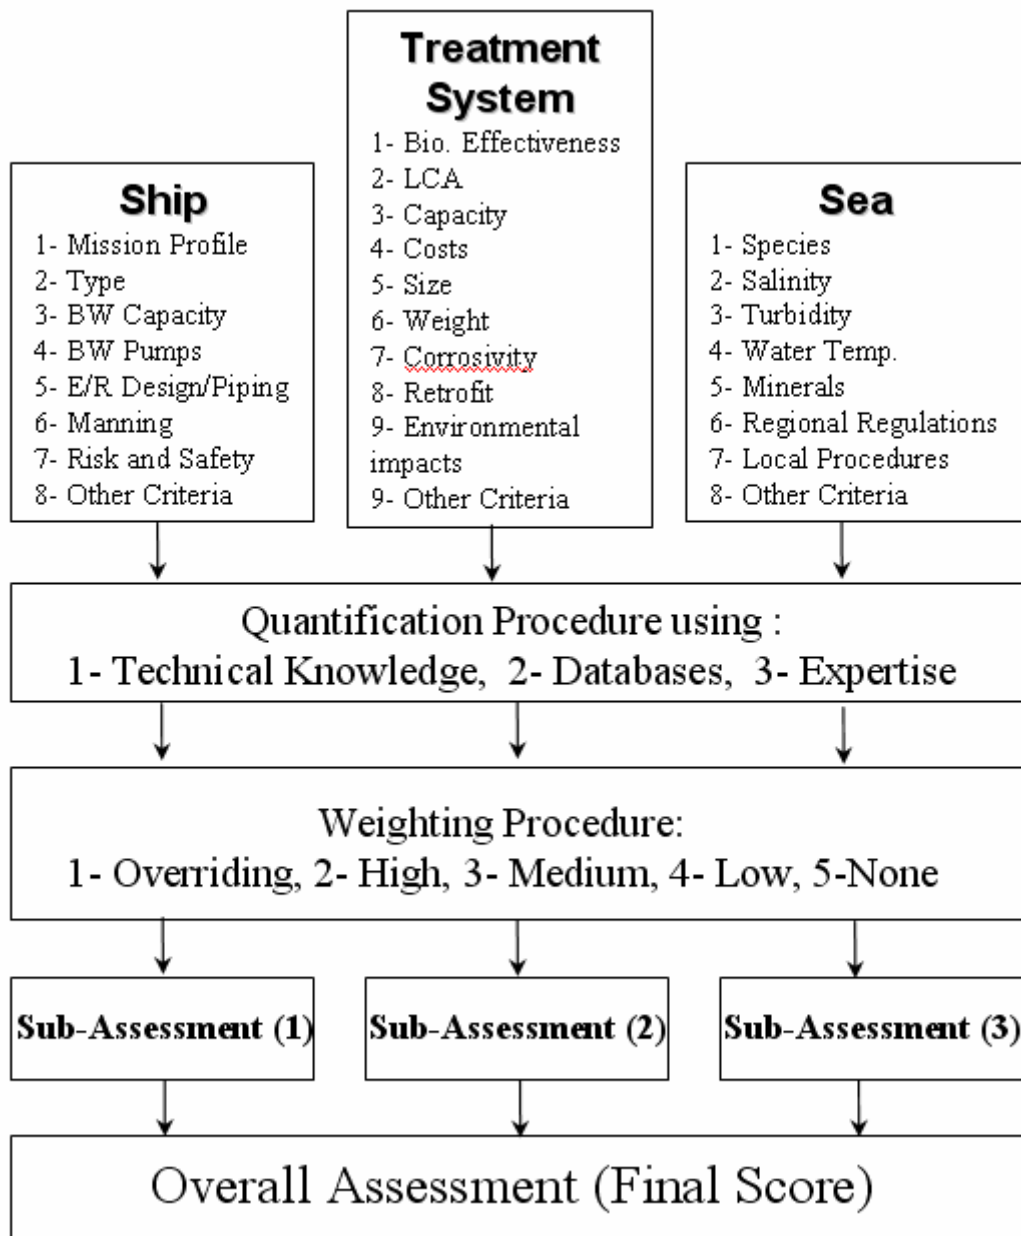 Treatment
System
1- Bio. Effectiveness
2- LCA
3- Capacity
4- Costs
5- Size
6- Weight
7- Corrosivity
8- Retrofit
9- Environmental
impacts
9- Other Criteria
Ship
1- Mission Profile
2- Type
3- BW Capacity
4- BW Pumps
5- E/R Design/Piping
6- Manning
7- Risk and Safety
8- Other Criteria
Sea
1- Species
2- Salinity
3- Turbidity
4- Water Temp.
5- Minerals
6- Regional Regulations
7- Local Procedures
8- Other Criteria
Quantification Procedure using :
1- Technical Knowledge, 2- Databases, 3- Expertise
Weighting Procedure:
1- Overriding, 2- High, 3- Medium, 4- Low, 5-None
Sub-Assessment (1)
Sub-Assessment (2)
Sub-Assessment (3)
Overall Assessment (Final Score)